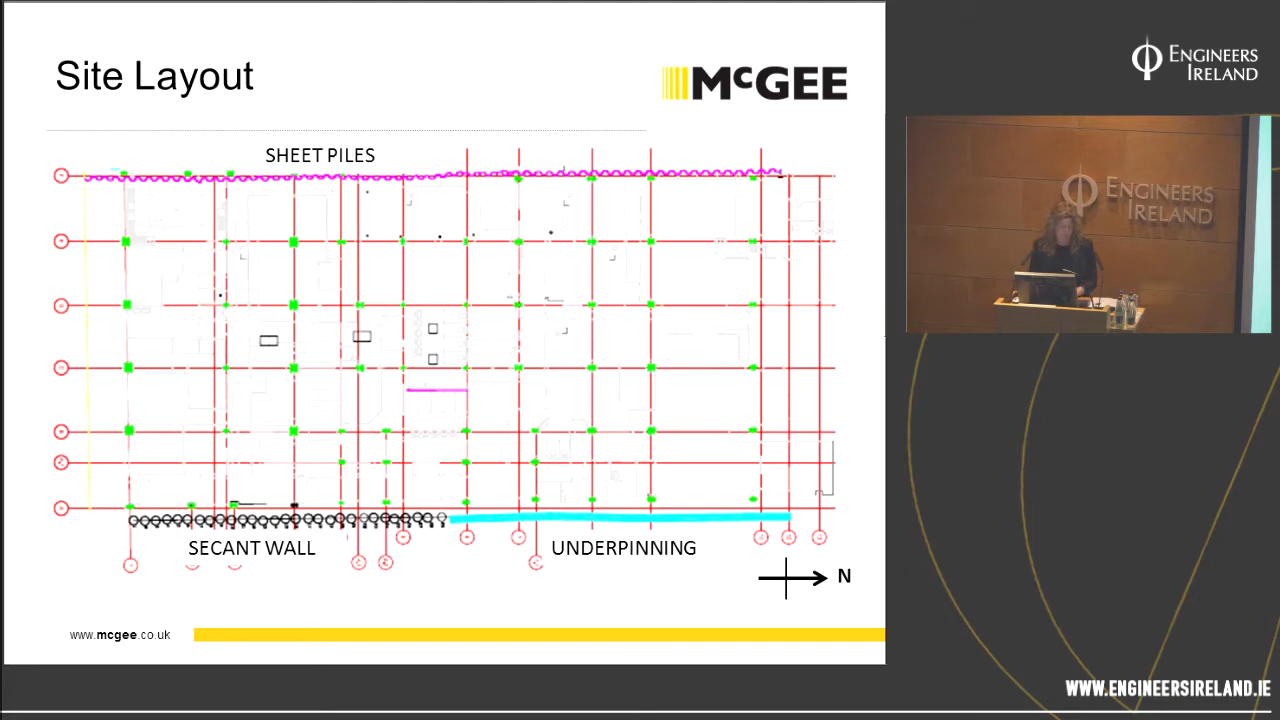 Site Layout
McGEE
ENGINEERS
IRELAND
SHEET PILES
ENGINEERS
IRELAND
SECANT WALL
UNDERPINNING
N
www.mcgee.co.uk
WWW.ENGINEERSIRELAND.IE